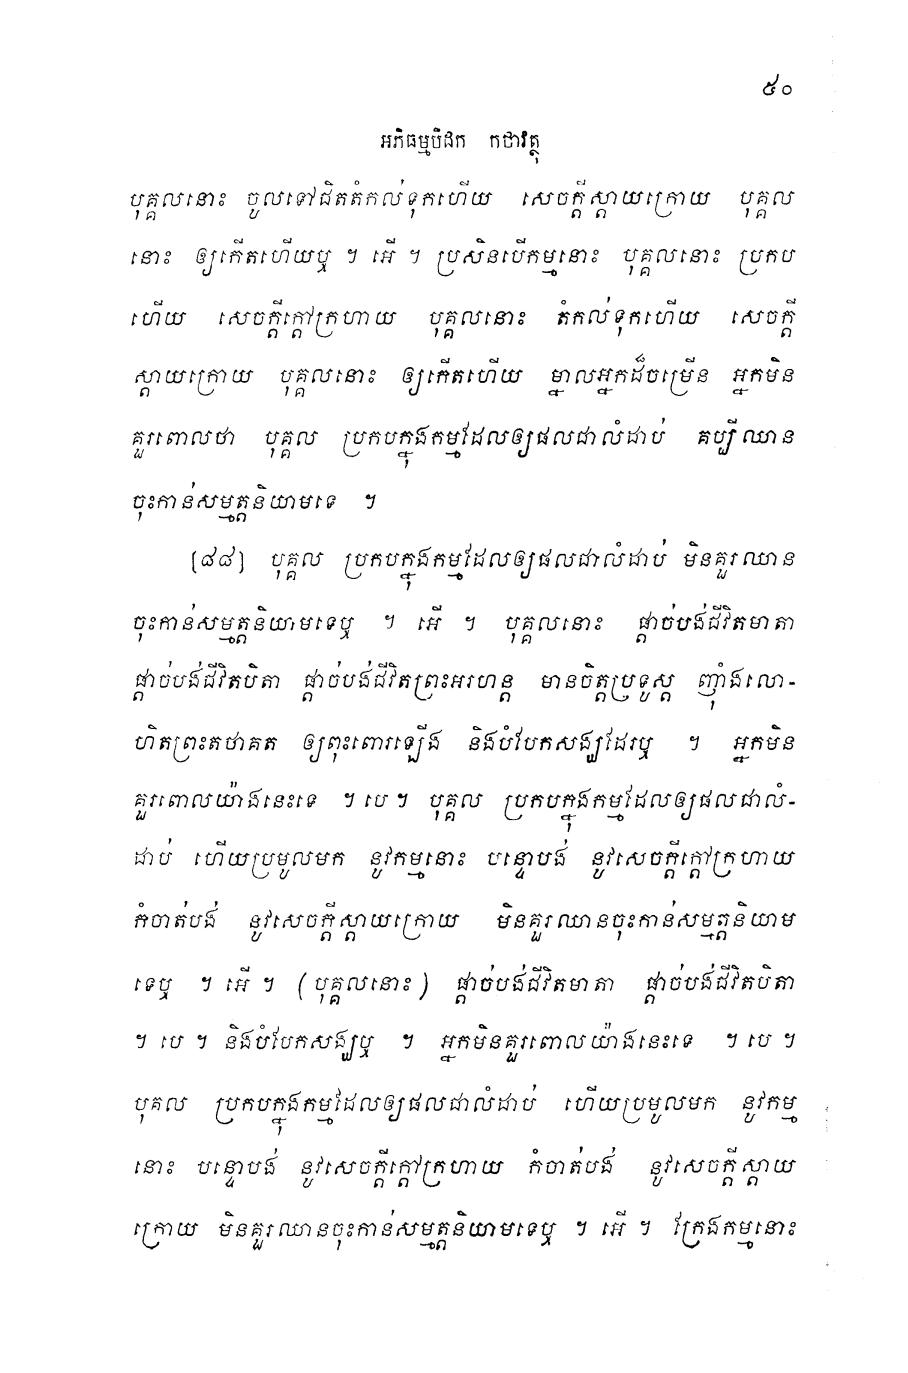 ៥០
អភិធម្មបិដក កថាវត្ថុ
បុគ្គលនោះ ចូលទៅជិតតំកល់ទុកហើយ សេចក្តីស្តាយក្រោយ បុគ្គល
នោះ ឲ្យកើតហើយឬ ។ អើ ។ ប្រសិនបើកម្មនោះ បុគ្គលនោះ ប្រកប
ហើយ សេចក្តីក្តៅក្រហាយ បុគ្គលនោះ តំកល់ទុកហើយ សេចក្តី
ស្តាយក្រោយ បុគ្គលនោះ ឲ្យកើតហើយ ម្នាលអ្នកដ៏ចម្រើន អ្នកមិន
គួរពោលថា បុគ្គល ប្រកបក្នុងកម្មដែលឲ្យផលជាលំដាប់ គប្បីឈាន
ចុះកាន់សម្មត្តនិយាមទេ ។
[៨៨] បុគ្គល ប្រកបក្នុងកម្មដែលឲ្យផលជាលំដាប់ មិនគួរឈាន
ចុះកាន់សម្មត្តនិយាមទេឬ ។ អើ ។ បុគ្គលនោះ ផ្តាច់បង់ជីវិតមាតា
ផ្តាច់បង់ជីវិតបិតា ផ្តាច់បង់ជីវិតព្រះអរហន្ត មានចិត្តប្រទូស្ត ញុំាងលោ-
ហិតព្រះតថាគត ឲ្យពុះពោរឡើង និងបំបែកសង្ឃដែរឬ ។ អ្នកមិន
គួរពោលយ៉ាងនេះទេ ។ បេ ។ បុគ្គល ប្រកបក្នុងកម្មដែលឲ្យផលជាលំ-
ដាប់ ហើយប្រមូលមក នូវកម្មនោះ បន្ទោបង់ នូវសេចក្តីក្តៅក្រហាយ
កំចាត់បង់ នូវសេចក្តីស្តាយក្រោយ មិនគួរឈានចុះកាន់សម្មត្តនិយាម
ទេឬ ។ អើ ។ (បុគ្គលនោះ) ផ្តាច់បង់ជីវិតមាតា ផ្តាច់បង់ជីវិតបិតា
។ បេ ។ និងបំបែកសង្ឃឬ ។ អ្នកមិនគួរពោលយ៉ាងនេះទេ ។ បេ ។
បុគល ប្រកបក្នុងកម្មដែលឲ្យផលជាលំដាប់ ហើយប្រមូលមក នូវកម្ម
នោះ បន្ទោបង់ នូវសេចក្តីក្តៅក្រហាយ កំចាត់បង់ នូវសេចក្តីស្តាយ
ក្រោយ មិនគួរឈានចុះកាន់សម្មត្តនិយាមទេឬ ។ អើ ។ ក្រែងកម្មនោះ